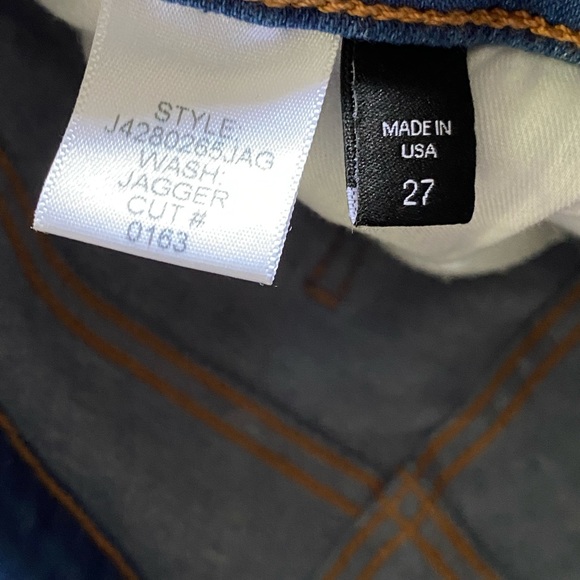 STYLE:
J4280265JAG
WASH:
JAGGER
CUT #
0163
MADE IN
USA
27